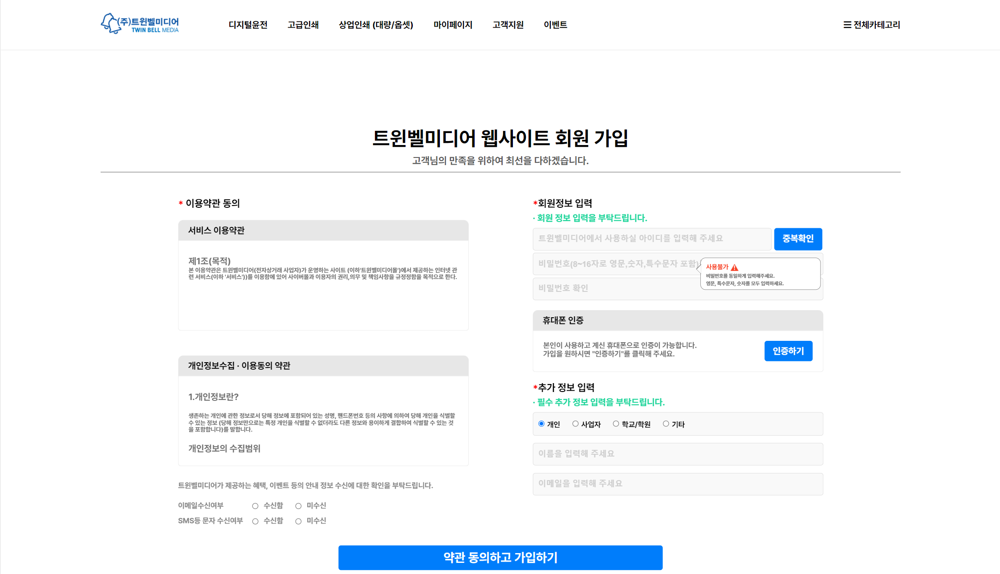 (주)트윈벨미디어
TWIN BELL MEDIA
디지털윤전 고급인쇄 상업인쇄 (대량/옵셋) 마이페이지 고객지원 이벤트 전체카테고리
트윈벨미디어 웹사이트 회원 가입
고객님의 만족을 위하여 최선을 다하겠습니다.
* 이용약관 동의
서비스 이용약관
제1조(목적)
본 이용약관은 트윈벨미디어(전자상거래 사업자)가 운영하는 사이트 (이하'트윈벨미디어몰')에서 제공하는 인터넷 관
련 서비스(이하 '서비스'))를 이용함에 있어 사이버몰과 이용자의 권리,의무 및 책임사항을 규정정함을 목적으로 한다.
개인정보수집 · 이용동의 약관
1.개인정보란?
생존하는 개인에 관한 정보로서 당해 정보에 포함되어 있는 성명, 핸드폰번호 등의 사항에 의하여 당해 개인을 식별할
수 있는 정보 (당해 정보만으로는 특정 개인을 식별할 수 없더라도 다른 정보와 용이하게 결합하여 식별할 수 있는 것
을 포함합니다)를 말합니다.
개인정보의 수집범위
트윈벨미디어가 제공하는 혜택, 이벤트 등의 안내 정보 수신에 대한 확인을 부탁드립니다.
이메일수신여부 수신함 미수신
SMS등 문자 수신여부 수신함 미수신
*회원정보 입력
· 회원 정보 입력을 부탁드립니다.
트윈벨미디어에서 사용하실 아이디를 입력해 주세요 중복확인
비밀번호(8~16자로 영문,숫자,특수문자 포함)
사용불가
비밀번호를 동일하게 입력해주세요.
영문, 특수문자, 숫자를 모두 입력하세요.
비밀번호 확인
휴대폰 인증
본인이 사용하고 계신 휴대폰으로 인증이 가능합니다.
가입을 원하시면 "인증하기"를 클릭해 주세요.
인증하기
*추가 정보 입력
· 필수 추가 정보 입력을 부탁드립니다.
개인 사업자 학교/학원 기타
이름을 입력해 주세요
이메일을 입력해 주세요
약관 동의하고 가입하기